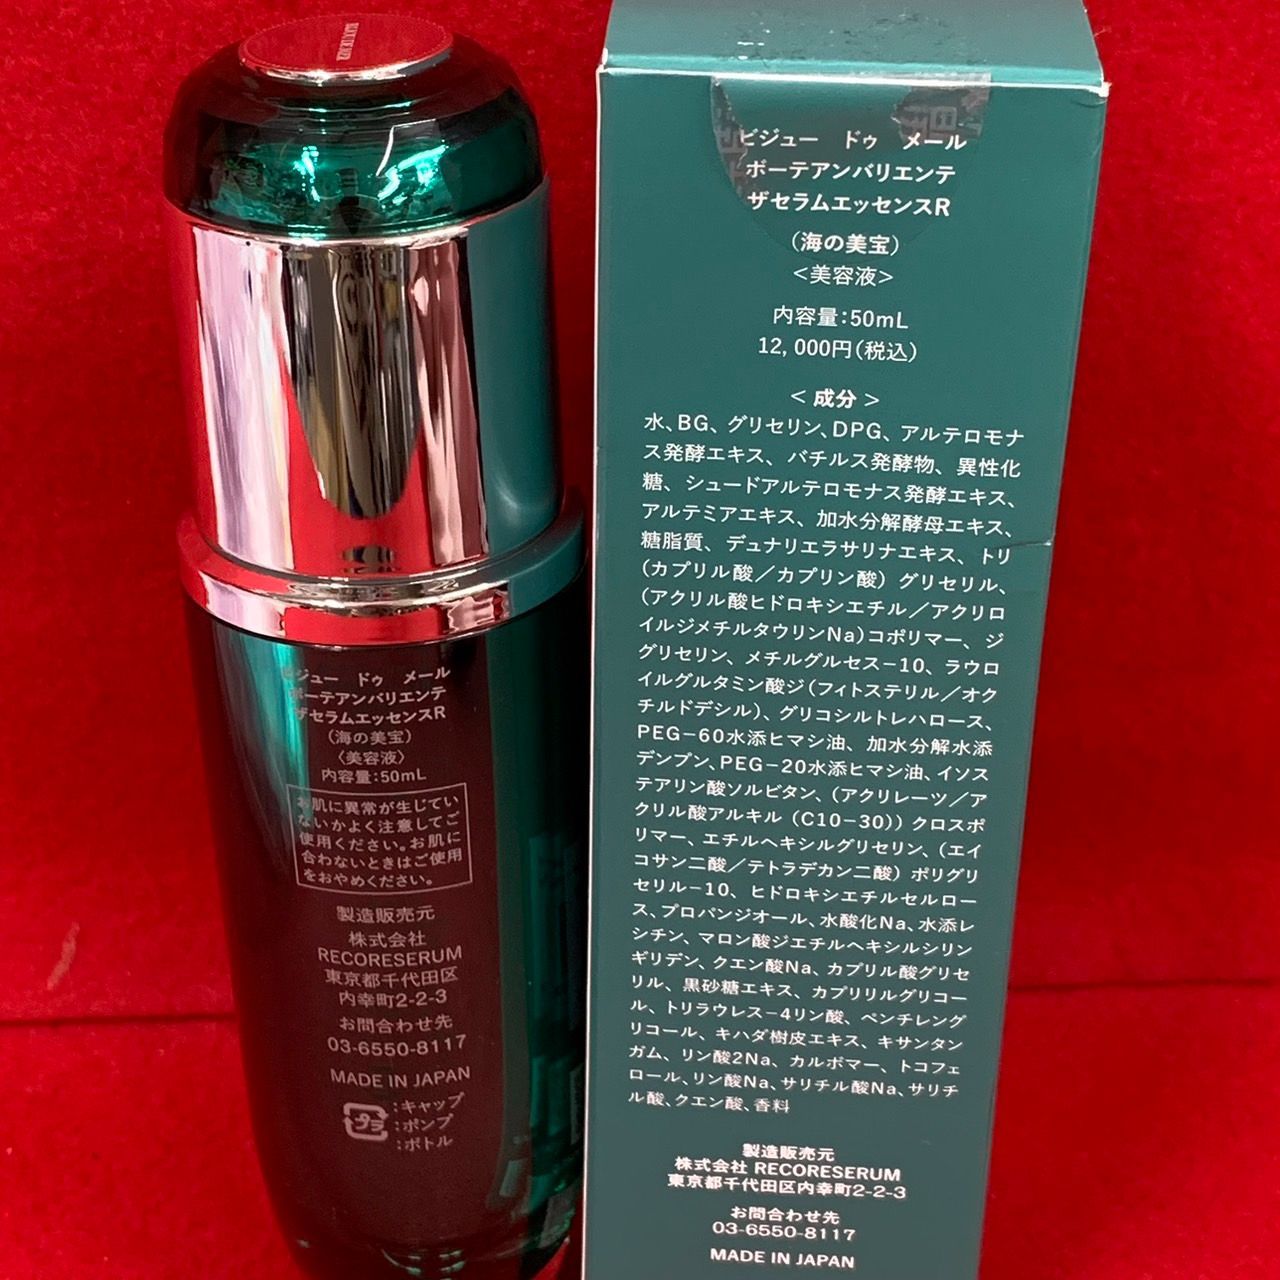 ビジュー ドゥ メール
ボーテアンバリエンテ
ザセラムエッセンスR
(海の美宝)
〈美容液〉
内容量:50mL
お肌に異常が生じてい
ないかよく注意してご
使用ください。お肌に
合わないときはご使用
をおやめください。
製造販売元
株式会社
RECORESERUM
東京都千代田区
内幸町2-2-3
お問合わせ先
03-6550-8117
MADE IN JAPAN
プラ
:キャップ
:ポンプ
:ボトル
ビジュー ドゥ メール
ボーテアンバリエンテ
ザセラムエッセンスR
(海の美宝)
<美容液>
内容量:50mL
12,000円(税込)
< 成分 >
水、BG、グリセリン、DPG、アルテロモナ
ス発酵エキス、バチルス発酵物、異性化
糖、シュードアルテロモナス発酵エキス、
アルテミアエキス、加水分解酵母エキス、
糖脂質、デュナリエラサリナエキス、トリ
(カプリル酸/カプリン酸) グリセリル、
(アクリル酸ヒドロキシエチル/アクリロ
イルジメチルタウリンNa)コポリマー、ジ
グリセリン、メチルグルセス-10、ラウロ
イルグルタミン酸ジ(フィトステリル/オク
チルドデシル)、グリコシルトレハロース、
PEG-60水添ヒマシ油、加水分解水添
デンプン、PEG-20水添ヒマシ油、イソス
テアリン酸ソルビタン、(アクリレーツ/ア
クリル酸アルキル (C10-30)) クロスポ
リマー、エチルヘキシルグリセリン、(エイ
コサン二酸/テトラデカン二酸) ポリグリ
セリル-10、ヒドロキシエチルセルロー
ス、プロパンジオール、水酸化Na、水添レ
シチン、マロン酸ジエチルヘキシルシリン
ギリデン、クエン酸Na、カプリル酸グリセ
リル、黒砂糖エキス、カプリリルグリコー
ル、トリラウレス-4リン酸、ペンチレング
リコール、キハダ樹皮エキス、キサンタン
ガム、リン酸2Na、カルボマー、トコフェ
ロール、リン酸Na、サリチル酸Na、サリチ
ル酸、クエン酸、香料
製造販売元
株式会社 RECORESERUM
東京都千代田区内幸町2-2-3
お問合わせ先
03-6550-8117
MADE IN JAPAN